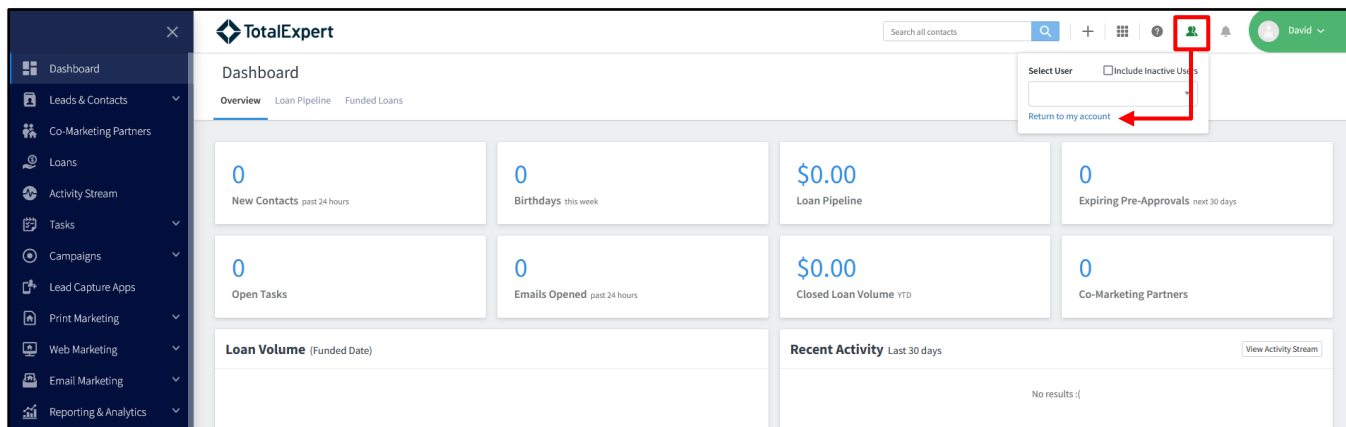 TotalExpert
Search all contacts
David
Dashboard
Leads & Contacts
Co-Marketing Partners
Loans
Activity Stream
Tasks
Campaigns
Lead Capture Apps
Print Marketing
Web Marketing
Email Marketing
Reporting & Analytics
Dashboard
Overview Loan Pipeline Funded Loans
Select User Include Inactive Users
Return to my account
0
New Contacts past 24 hours
0
Birthdays this week
$0.00
Loan Pipeline
0
Expiring Pre-Approvals next 30 days
0
Open Tasks
0
Emails Opened past 24 hours
$0.00
Closed Loan Volume YTD
0
Co-Marketing Partners
Loan Volume (Funded Date)
Recent Activity Last 30 days
View Activity Stream
No results :(